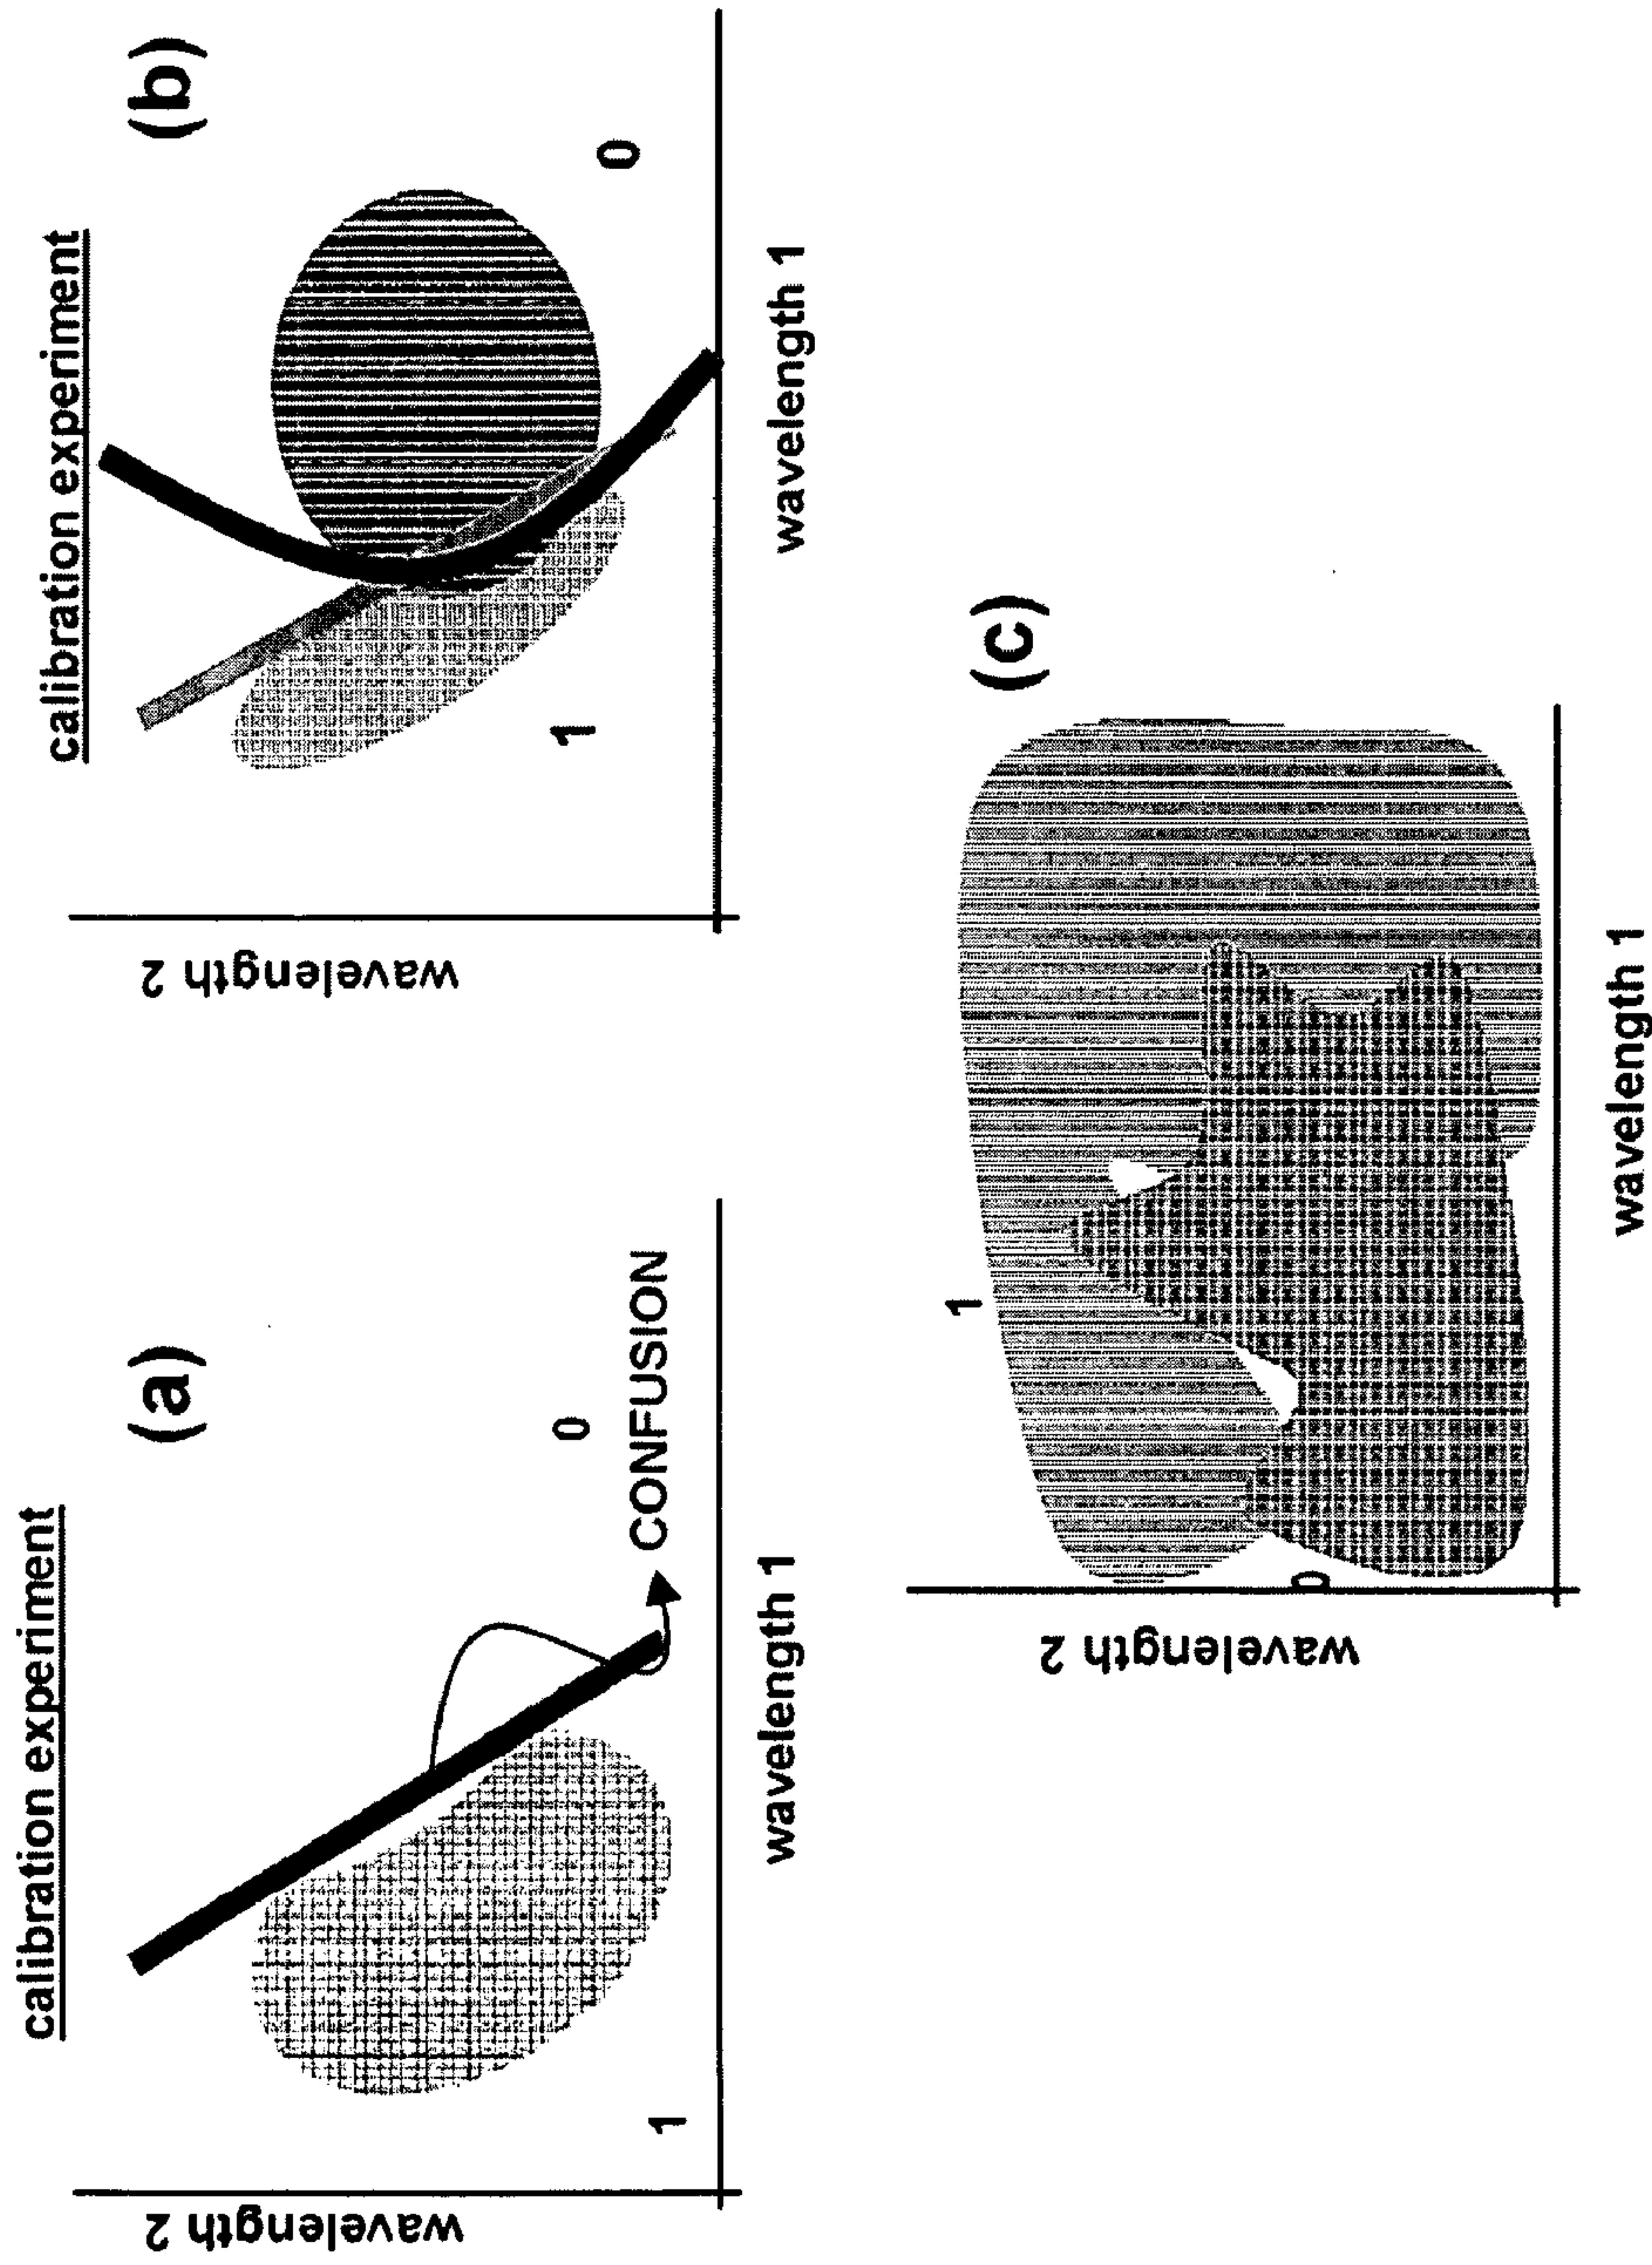 calibration experiment
(a)
wavelength 2
1
0
CONFUSION
wavelength 1
calibration experiment
(b)
wavelength 2
1
0
wavelength 1
(c)
wavelength 2
1
0
wavelength 1